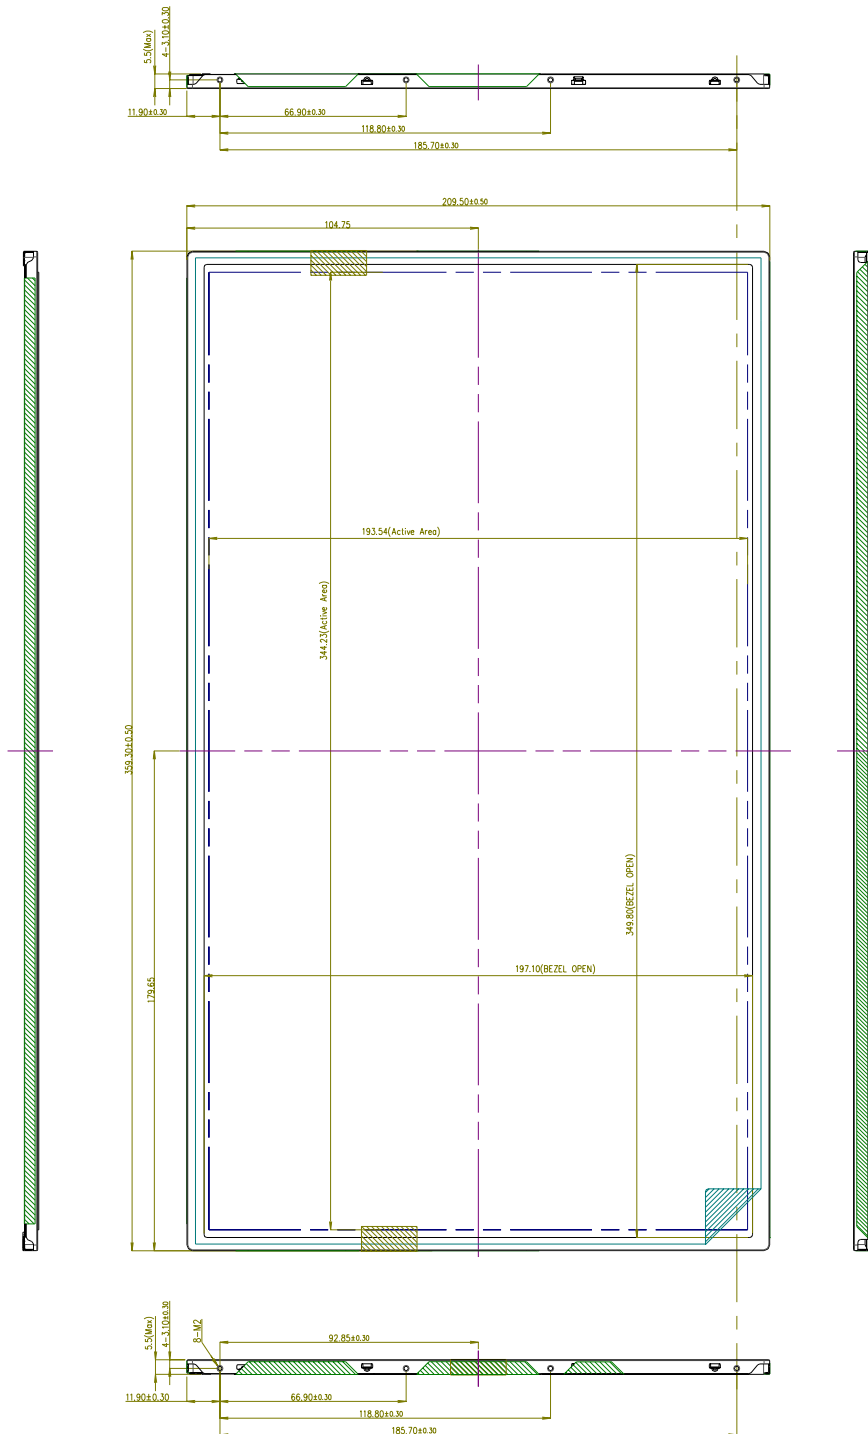 5.5(Max)
4-3.10±0.30
11.90±0.30
66.90±0.30
118.80±0.30
185.70±0.30
209.50±0.50
104.75
193.54(Active Area)
344.23(Active Area)
359.30±0.50
349.80(BEZEL OPEN)
197.10(BEZEL OPEN)
179.65
5.5(Max)
4-3.10±0.30
8-M2
92.85±0.30
11.90±0.30
66.90±0.30
118.80±0.30
185.70±0.30